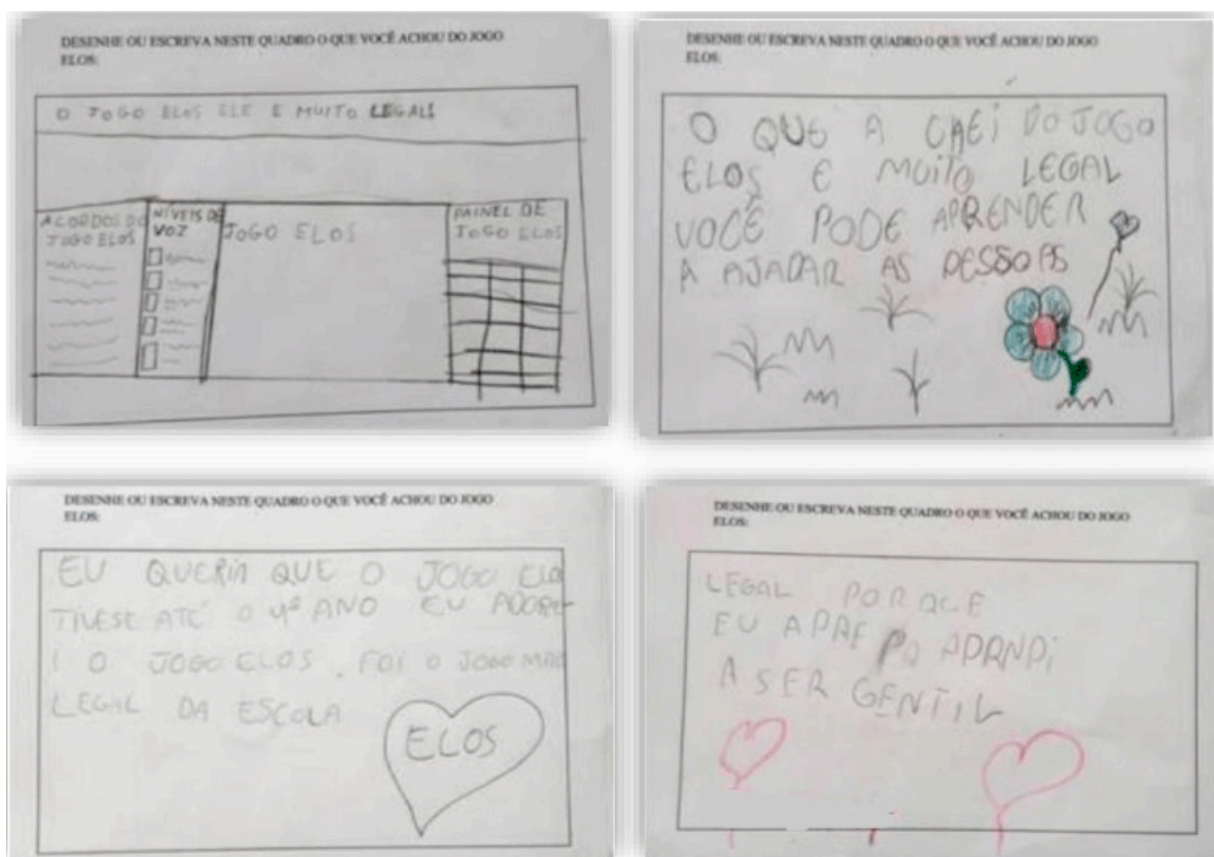 DESENHE OU ESCREVA NESTE QUADRO O QUE VOCÊ ACHOU DO JOGO
ELOS:
O JOGO ELOS ELE E MUITO LEGAL!
ACORDOS DO
JOGO ELOS
NÍVEIS DE
VOZ
JOGO ELOS
PAINEL DE
JOGO ELOS
DESENHE OU ESCREVA NESTE QUADRO O QUE VOCÊ ACHOU DO JOGO
ELOS:
O QUE A CHEI DO JOGO
ELOS E MUITO LEGAL
VOCÊ PODE APRENDER
A AJADAR AS PESSOAS
DESENHE OU ESCREVA NESTE QUADRO O QUE VOCÊ ACHOU DO JOGO
ELOS:
EU QUERIA QUE O JOGO ELO
TIVESE ATÉ O 4º ANO EU ADORE
I O JOGO ELOS. FOI O JOGO MAIS
LEGAL DA ESCOLA
ELOS
DESENHE OU ESCREVA NESTE QUADRO O QUE VOCÊ ACHOU DO JOGO
ELOS:
LEGAL PORQUE
EU APRE PO APRNDI
A SER GENTIL